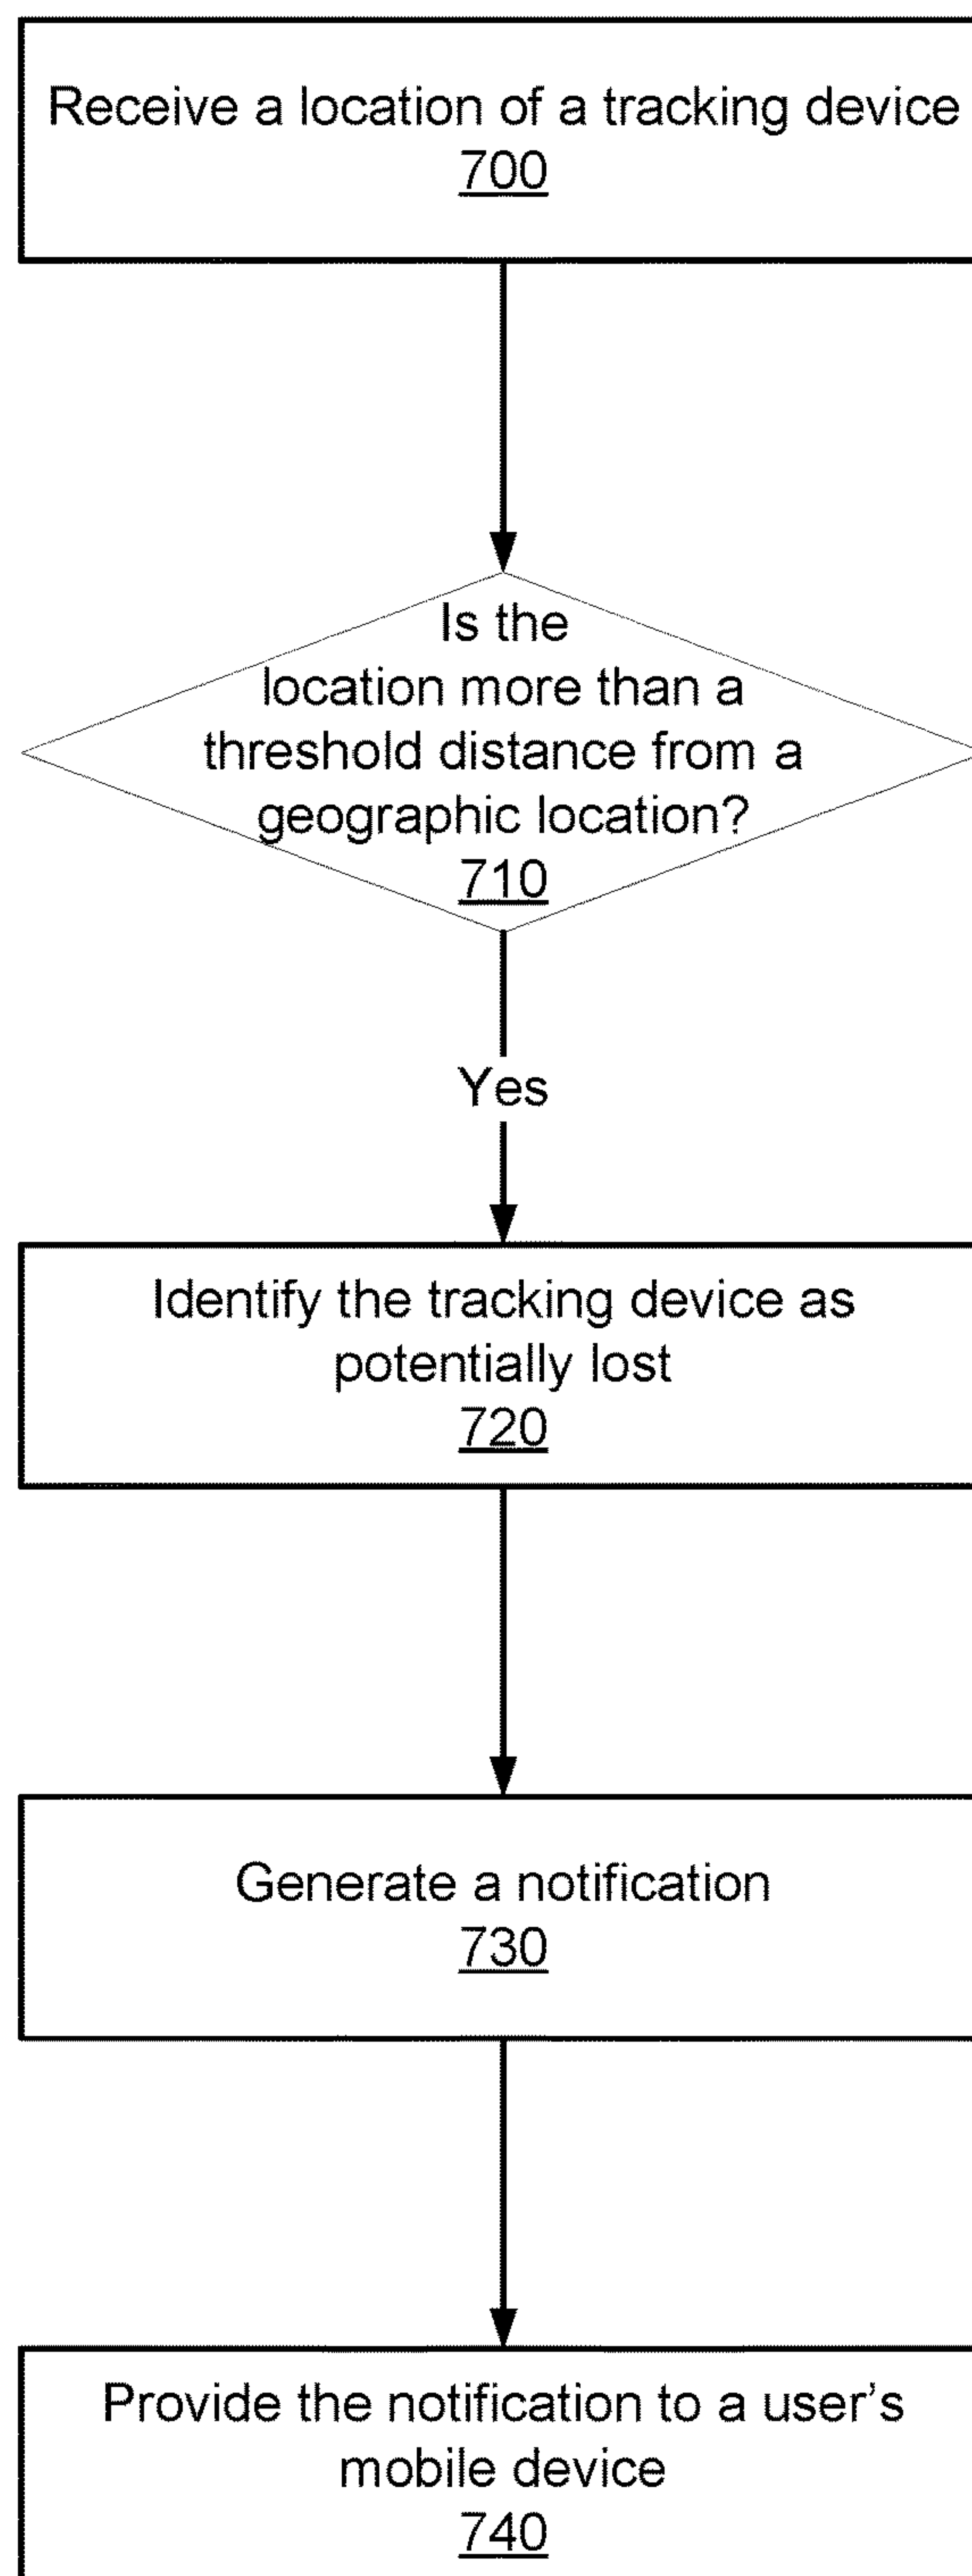 Receive a location of a tracking device
700
Is the
location more than a
threshold distance from a
geographic location?
710
Yes
Identify the tracking device as
potentially lost
720
Generate a notification
730
Provide the notification to a user's
mobile device
740